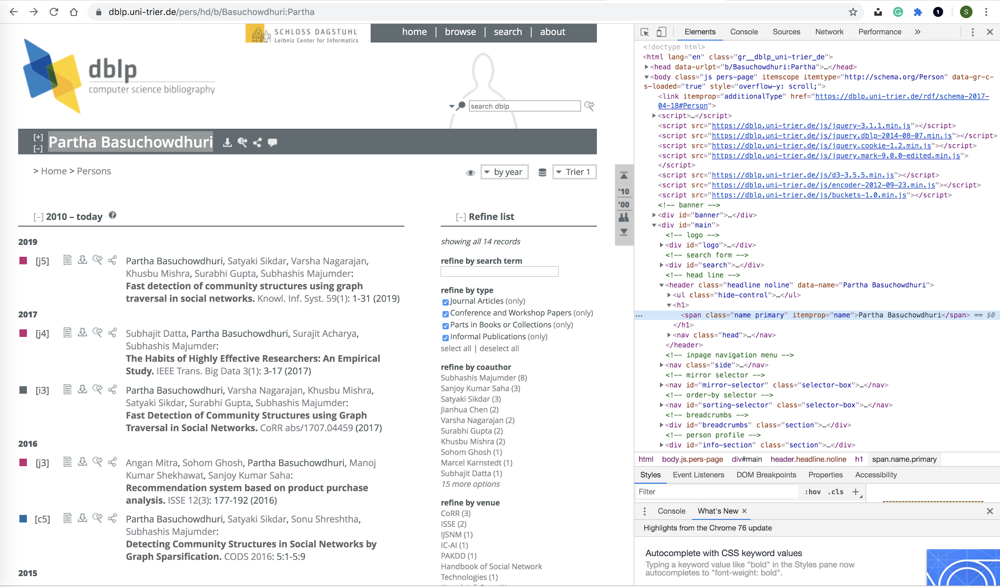 dblp.uni-trier.de/pers/hd/b/Basuchowdhuri:Partha
G
1
S
SCHLOSS DAGSTUHL
Leibniz Center for Informatics
home | browse | search | about
dblp
computer science bibliography
search dblp
[+]
[–]
Partha Basuchowdhuri
> Home > Persons
by year
Trier 1
'10
'00
[–] 2010 – today ?
2019
[j5] Partha Basuchowdhuri, Satyaki Sikdar, Varsha Nagarajan,
Khusbu Mishra, Surabhi Gupta, Subhashis Majumder:
Fast detection of community structures using graph
traversal in social networks. Knowl. Inf. Syst. 59(1): 1-31 (2019)
2017
[j4] Subhajit Datta, Partha Basuchowdhuri, Surajit Acharya,
Subhashis Majumder:
The Habits of Highly Effective Researchers: An Empirical
Study. IEEE Trans. Big Data 3(1): 3-17 (2017)
[i3] Partha Basuchowdhuri, Varsha Nagarajan, Khusbu Mishra,
Satyaki Sikdar, Surabhi Gupta, Subhashis Majumder:
Fast Detection of Community Structures using Graph
Traversal in Social Networks. CoRR abs/1707.04459 (2017)
2016
[j3] Angan Mitra, Sohom Ghosh, Partha Basuchowdhuri, Manoj
Kumar Shekhawat, Sanjoy Kumar Saha:
Recommendation system based on product purchase
analysis. ISSE 12(3): 177-192 (2016)
[c5] Partha Basuchowdhuri, Satyaki Sikdar, Sonu Shreshtha,
Subhashis Majumder:
Detecting Community Structures in Social Networks by
Graph Sparsification. CODS 2016: 5:1-5:9
2015
[–] Refine list
showing all 14 records
refine by search term
refine by type
Journal Articles (only)
Conference and Workshop Papers (only)
Parts in Books or Collections (only)
Informal Publications (only)
select all | deselect all
refine by coauthor
Subhashis Majumder (8)
Sanjoy Kumar Saha (3)
Satyaki Sikdar (3)
Jianhua Chen (2)
Varsha Nagarajan (2)
Surabhi Gupta (2)
Khusbu Mishra (2)
Sohom Ghosh (1)
Marcel Karnstedt (1)
Subhajit Datta (1)
15 more options
refine by venue
CoRR (3)
ISSE (2)
IJSNM (1)
IC-AI (1)
PAKDD (1)
Handbook of Social Network
Technologies (1)
Elements Console Sources Network Performance »
<!doctype html>
<html lang="en" class="gr__dblp_uni-trier_de">
<head data-urlpt="b/Basuchowdhuri:Partha">…</head>
<body class="js pers-page" itemscope itemtype="http://schema.org/Person" data-gr-c-
s-loaded="true" style="overflow-y: scroll;">
<link itemprop="additionalType" href="https://dblp.uni-trier.de/rdf/schema-2017-
04-18#Person">
<script>…</script>
<script src="https://dblp.uni-trier.de/js/jquery-3.1.1.min.js"></script>
<script src="https://dblp.uni-trier.de/js/jquery.dblp-2014-08-07.min.js"></script>
<script src="https://dblp.uni-trier.de/js/jquery.cookie-1.2.min.js"></script>
<script src="https://dblp.uni-trier.de/js/jquery.mark-9.0.0-edited.min.js">
</script>
<script src="https://dblp.uni-trier.de/js/d3-3.5.5.min.js"></script>
<script src="https://dblp.uni-trier.de/js/encoder-2012-09-23.min.js"></script>
<script src="https://dblp.uni-trier.de/js/buckets-1.0.min.js"></script>
<!-- banner -->
<div id="banner">…</div>
<div id="main">
<!-- logo -->
<div id="logo">…</div>
<!-- search form -->
<div id="search">…</div>
<!-- head line -->
<header class="headline noline" data-name="Partha Basuchowdhuri">
<ul class="hide-control">…</ul>
<h1>
<span class="name primary" itemprop="name">Partha Basuchowdhuri</span> == $0
</h1>
<nav class="head">…</nav>
</header>
<!-- inpage navigation menu -->
<nav class="side">…</nav>
<!-- mirror selector -->
<nav id="mirror-selector" class="selector-box">…</nav>
<!-- order-by selector -->
<nav id="sorting-selector" class="selector-box">…</nav>
<!-- breadcrumbs -->
<div id="breadcrumbs" class="section">…</div>
<!-- person profile -->
<div id="info-section" class="section">…</div>
html body.js.pers-page div#main header.headline.noline h1 span.name.primary
Styles Event Listeners DOM Breakpoints Properties Accessibility
Filter :hov .cls +
Console What's New ×
Highlights from the Chrome 76 update
Autocomplete with CSS keyword values
Typing a keyword value like "bold" in the Styles pane now
autocompletes to "font-weight: bold".